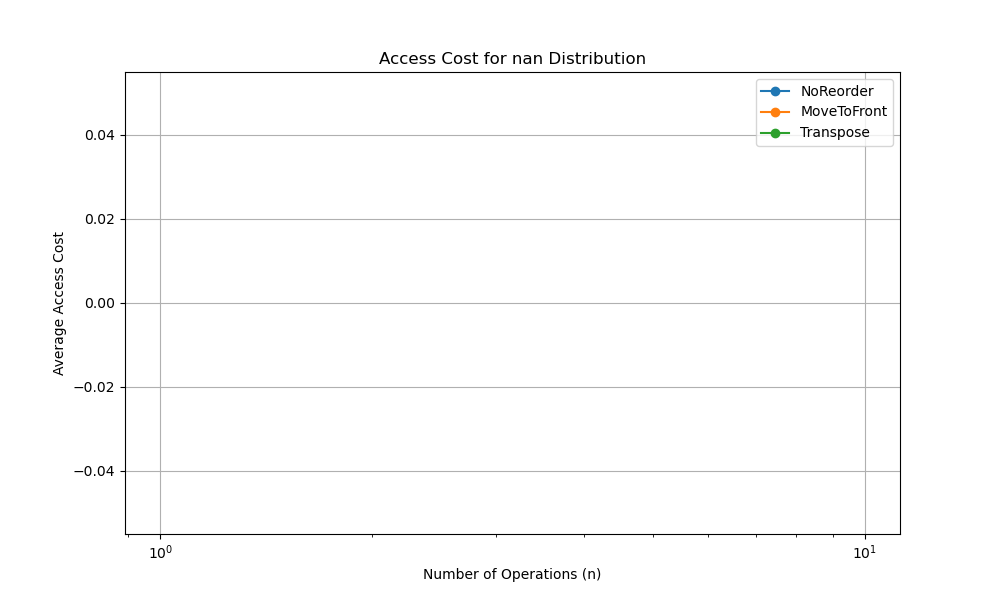 Access Cost for nan Distribution
NoReorder
MoveToFront
Transpose
0.04
0.02
0.00
−0.02
−0.04
Average Access Cost
10⁰
10¹
Number of Operations (n)